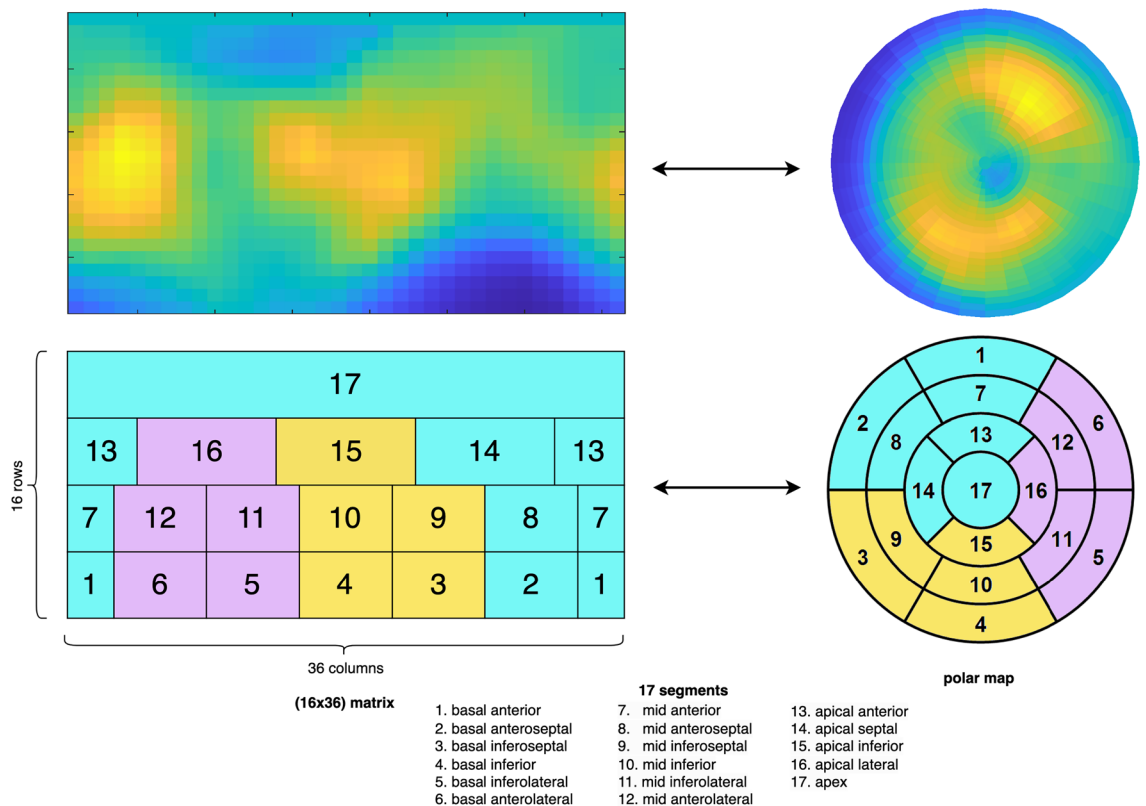 17
13 16 15 14 13
7 12 11 10 9 8 7
1 6 5 4 3 2 1
16 rows
36 columns
(16x36) matrix
1
7
2 8 13 12 6
14 17 16
3 9 15 11 5
10
4
polar map
17 segments
1. basal anterior
2. basal anteroseptal
3. basal inferoseptal
4. basal inferior
5. basal inferolateral
6. basal anterolateral
7. mid anterior
8. mid anteroseptal
9. mid inferoseptal
10. mid inferior
11. mid inferolateral
12. mid anterolateral
13. apical anterior
14. apical septal
15. apical inferior
16. apical lateral
17. apex